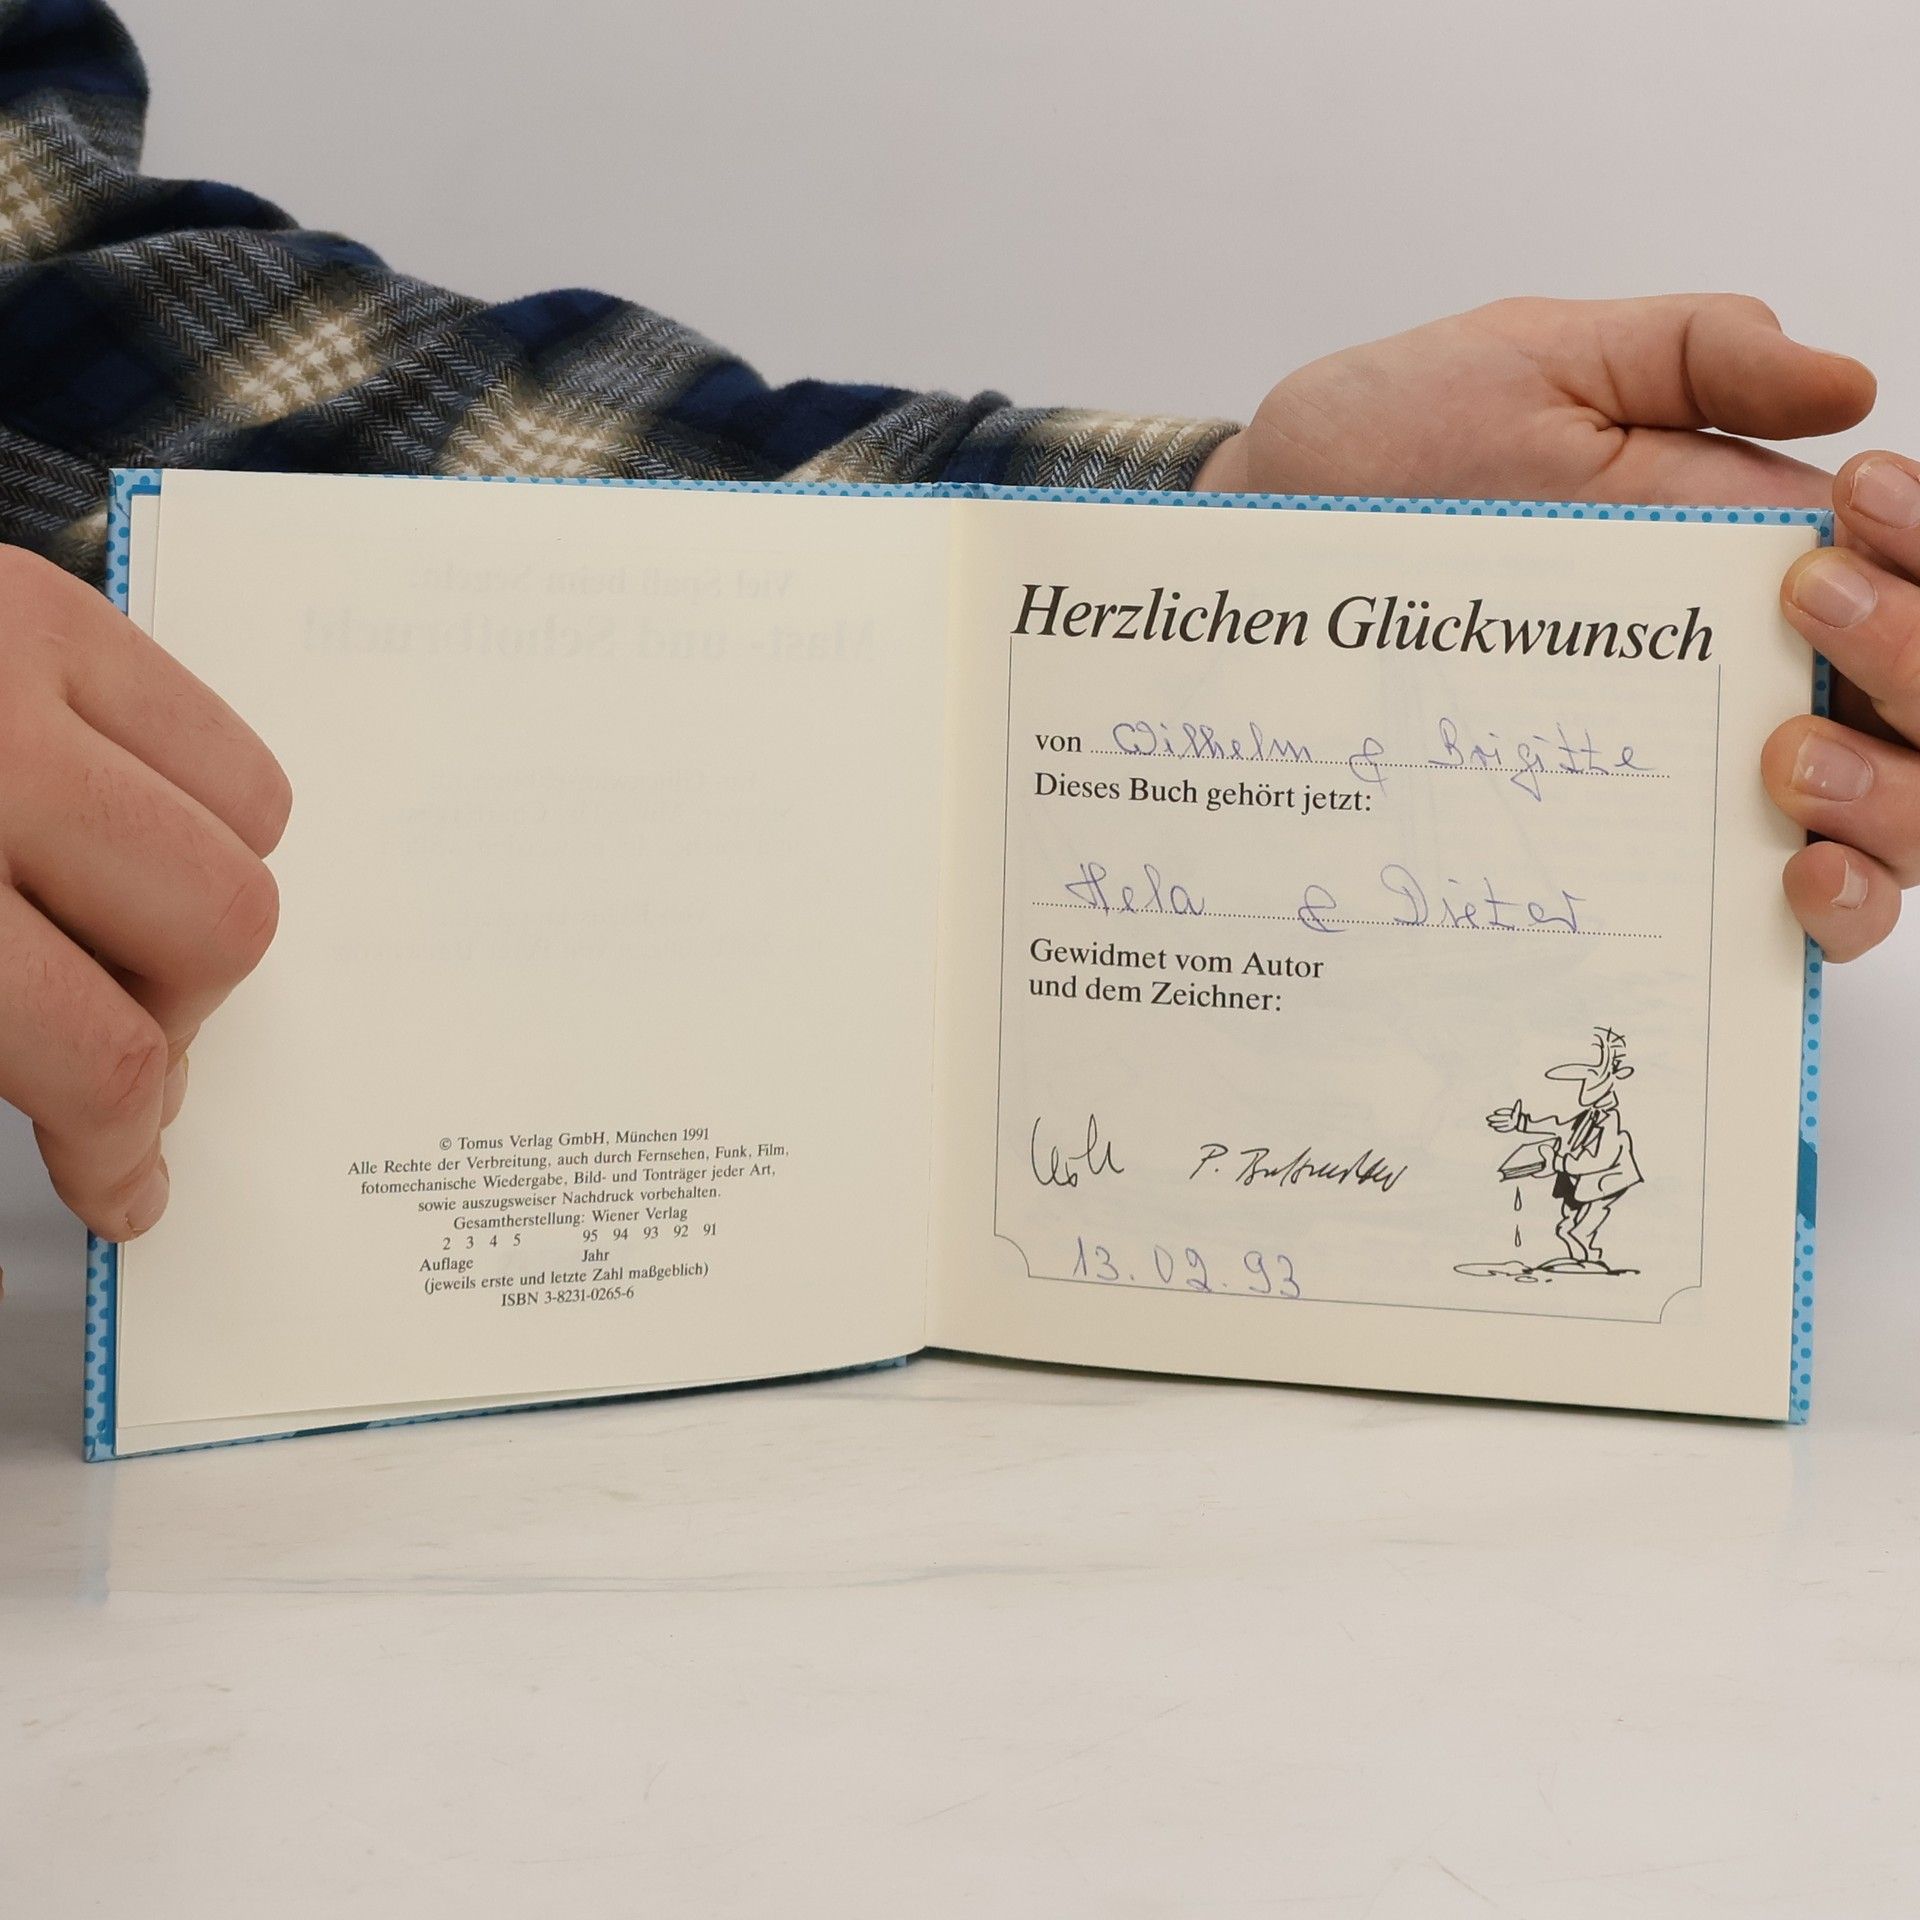 © Tomus Verlag GmbH, München 1991
Alle Rechte der Verbreitung, auch durch Fernsehen, Funk, Film,
fotomechanische Wiedergabe, Bild- und Tonträger jeder Art,
sowie auszugsweiser Nachdruck vorbehalten.
Gesamtherstellung: Wiener Verlag
2 3 4 5 95 94 93 92 91
Auflage Jahr
(jeweils erste und letzte Zahl maßgeblich)
ISBN 3-8231-0265-6
Herzlichen Glückwunsch
von Wilhelm & Brigitte
Dieses Buch gehört jetzt:
Hela & Dieter
Gewidmet vom Autor
und dem Zeichner:
P.
13.02.93